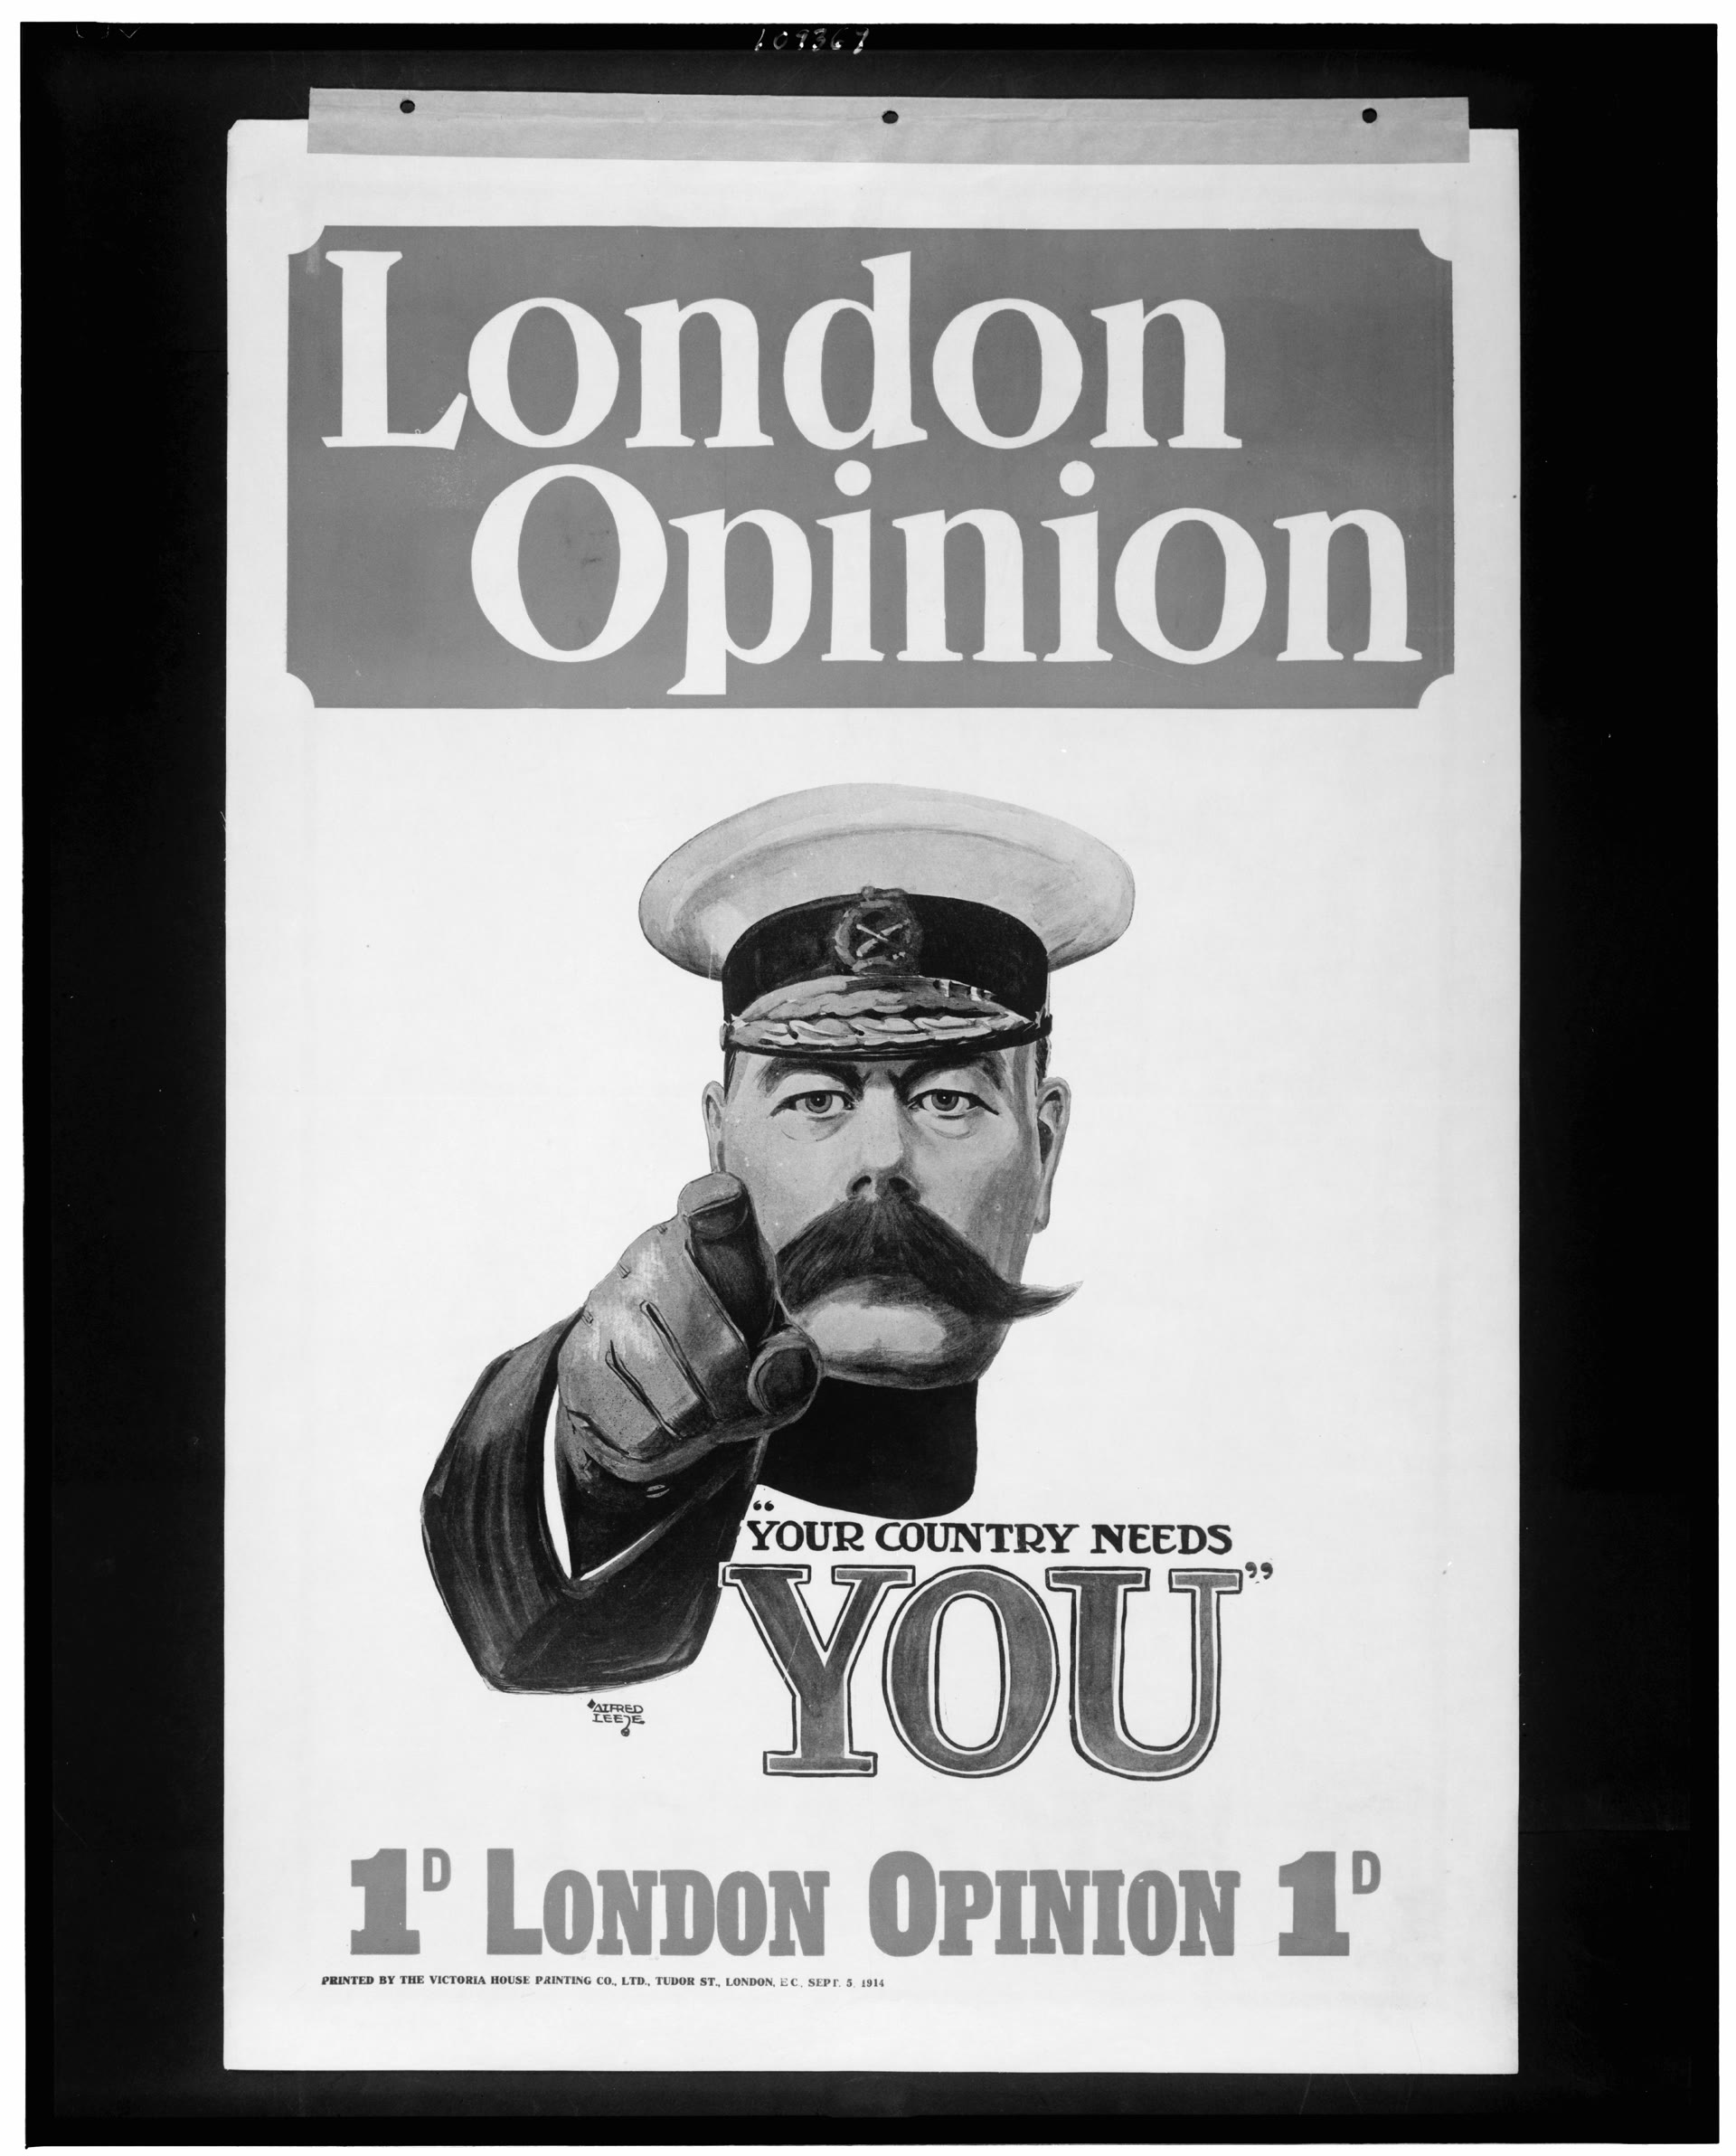 109367
London
Opinion
"YOUR COUNTRY NEEDS
YOU"
ALFRED
LEETE
1D LONDON OPINION 1D
PRINTED BY THE VICTORIA HOUSE PRINTING CO., LTD., TUDOR ST., LONDON, E C, SEPT. 5, 1914